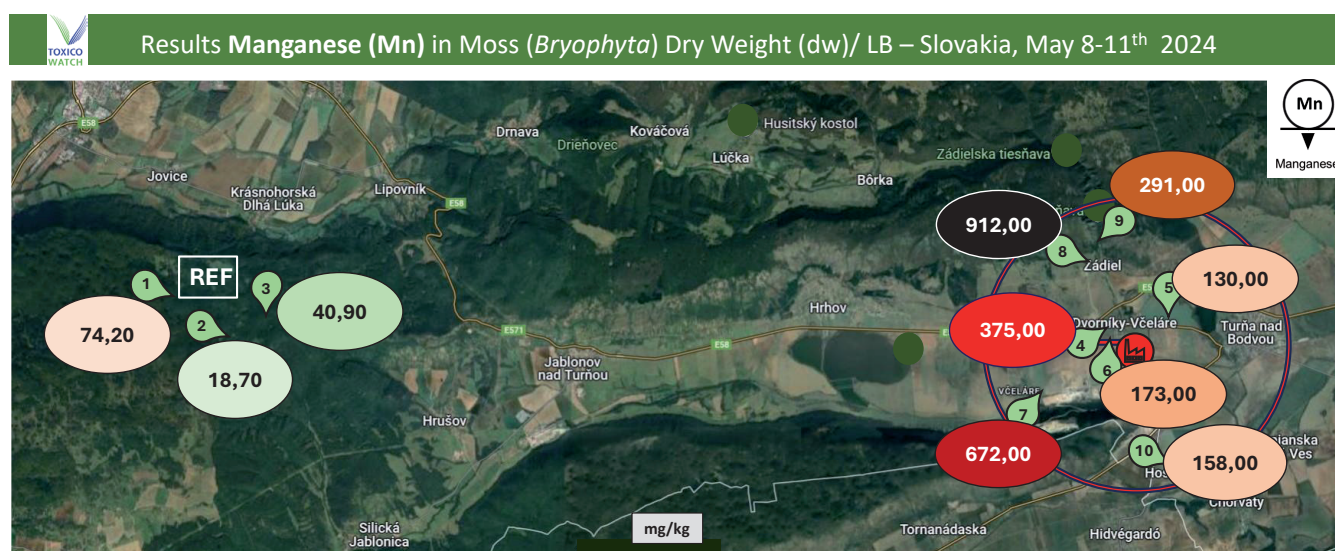 TOXICO
WATCH
Results Manganese (Mn) in Moss (Bryophyta) Dry Weight (dw)/ LB – Slovakia, May 8-11th 2024
Mn
Manganese
E58
Drnava
Kováčová
Husitský kostol
Drieňovec
Lúčka
Zádielska tiesňava
Jovice
Krásnohorská
Dlhá Lúka
Lipovník
Bôrka
E58
291,00
912,00
9
8
Zádiel
REF
1
3
2
74,20
40,90
18,70
Hrhov
5
130,00
375,00
Dvorníky-Včeláre
4
6
Turňa nad
Bodvou
E571
E58
Jablonov
nad Turňou
173,00
VČELÁRE
7
Hrušov
672,00
10
158,00
Silická
Jablonica
mg/kg
Tornanádaska
Hidvégardó
Chorváty